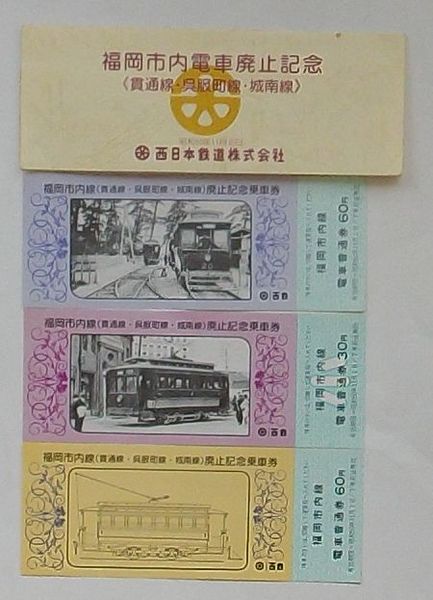 福岡市内電車廃止記念
《貫通線・呉服町線・城南線》
西日本鉄道株式会社
福岡市内線(貫通線・呉服町線・城南線)廃止記念乗車券
西鉄
福岡市内線
電車普通券60円
福岡市内線(貫通線・呉服町線・城南線)廃止記念乗車券
西鉄
福岡市内線
電車普通券30円
福岡市内線(貫通線・呉服町線・城南線)廃止記念乗車券
西鉄
福岡市内線
電車普通券60円